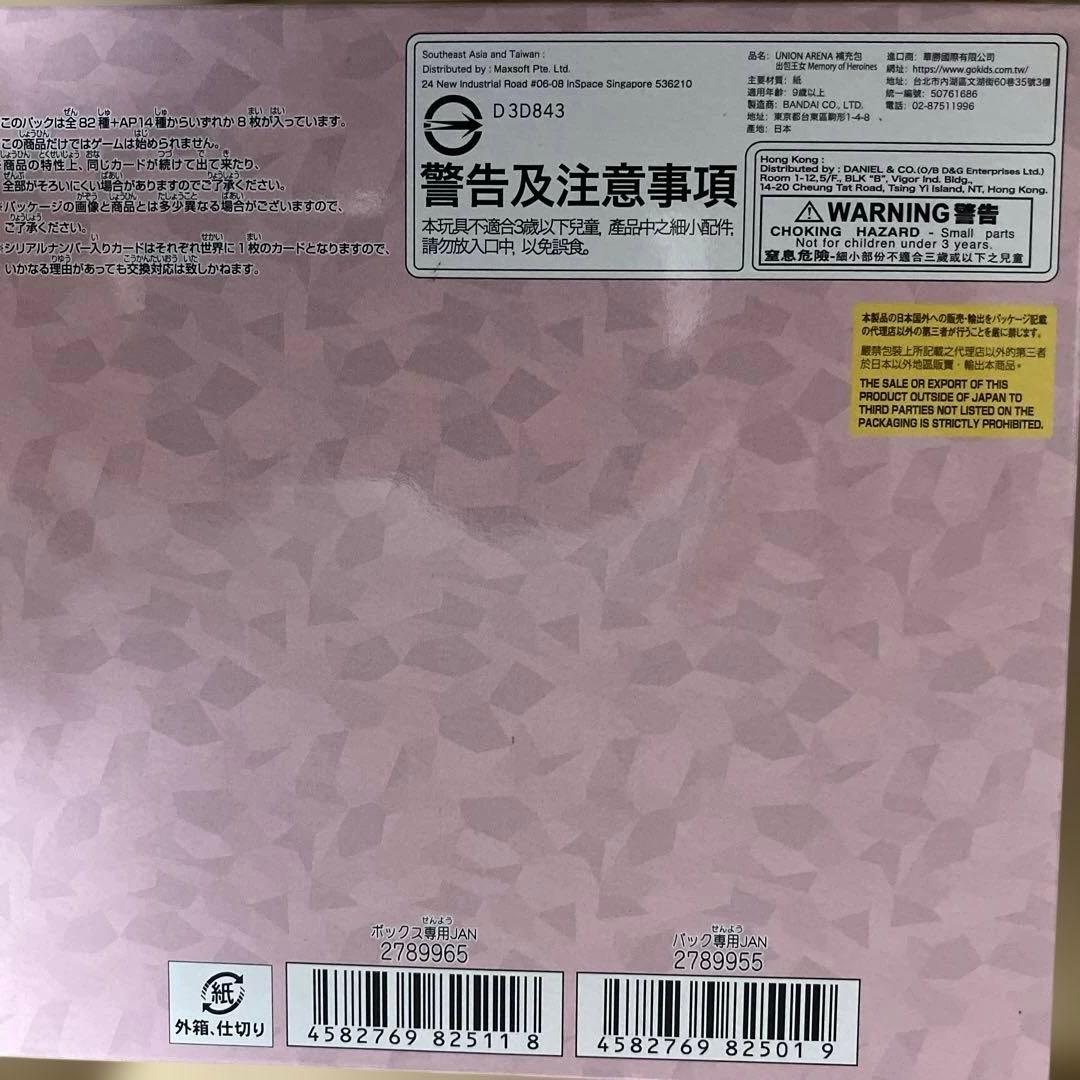 このパックは全82種+AP14種からいずれか8枚が入っています。
この商品だけではゲームは始められません。
※商品の特性上、同じカードが続けて出て来たり、
全部がそろいにくい場合がありますのでご了承ください。
※パッケージの画像と商品とは多少異なる場合がございますので、
ご了承ください。
※シリアルナンバー入りカードはそれぞれ世界に1枚のカードとなりますので、
いかなる理由があっても交換対応は致しかねます。
Southeast Asia and Taiwan :
Distributed by : Maxsoft Pte. Ltd.
24 New Industrial Road #06-08 InSpace Singapore 536210
D3D843
警告及注意事項
本玩具不適合3歲以下兒童, 產品中之細小配件,
請勿放入口中, 以免誤食。
品名: UNION ARENA 補充包
出包王女 Memory of Heroines
主要材質: 紙
適用年齡: 9歲以上
製造商: BANDAI CO., LTD.
地址: 東京都台東區駒形1-4-8 、
產地: 日本
進口商: 華勝國際有限公司
網址: https://www.gokids.com.tw/
地址: 台北市內湖區文湖街60巷35號3樓
統一編號: 50761686
電話: 02-87511996
Hong Kong :
Distributed by : DANIEL & CO.(O/B D&G Enterprises Ltd.)
Room 1-12,5/F., BLK "B", Vigor Ind. Bldg.,
14-20 Cheung Tat Road, Tsing Yi Island, NT, Hong Kong.
WARNING 警告
CHOKING HAZARD - Small parts
Not for children under 3 years.
窒息危險-細小部份不適合三歲或以下之兒童
本製品の日本国外への販売・輸出をパッケージ記載
の代理店以外の第三者が行うことを厳に禁じます。
嚴禁包裝上所記載之代理店以外的第三者
於日本以外地區販賣・輸出本商品。
THE SALE OR EXPORT OF THIS
PRODUCT OUTSIDE OF JAPAN TO
THIRD PARTIES NOT LISTED ON THE
PACKAGING IS STRICTLY PROHIBITED.
紙
外箱、仕切り
ボックス専用JAN
2789965
4582769 82511 8
パック専用JAN
2789955
4582769 82501 9